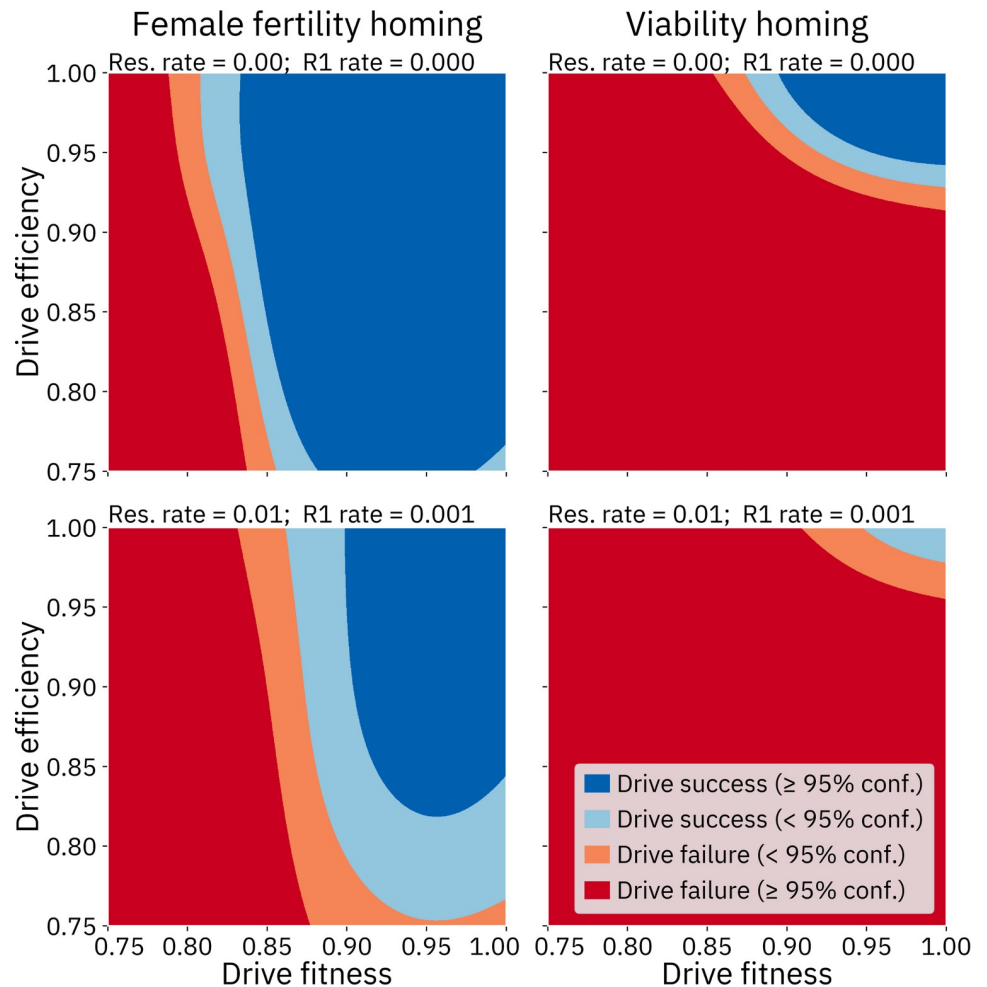 Female fertility homing
Viability homing
Res. rate = 0.00; R1 rate = 0.000
Res. rate = 0.00; R1 rate = 0.000
1.00
0.95
0.90
0.85
0.80
0.75
Drive efficiency
Res. rate = 0.01; R1 rate = 0.001
Res. rate = 0.01; R1 rate = 0.001
1.00
0.95
0.90
0.85
0.80
0.75
Drive efficiency
Drive success (≥ 95% conf.)
Drive success (< 95% conf.)
Drive failure (< 95% conf.)
Drive failure (≥ 95% conf.)
0.75 0.80 0.85 0.90 0.95 1.00
0.75 0.80 0.85 0.90 0.95 1.00
Drive fitness
Drive fitness